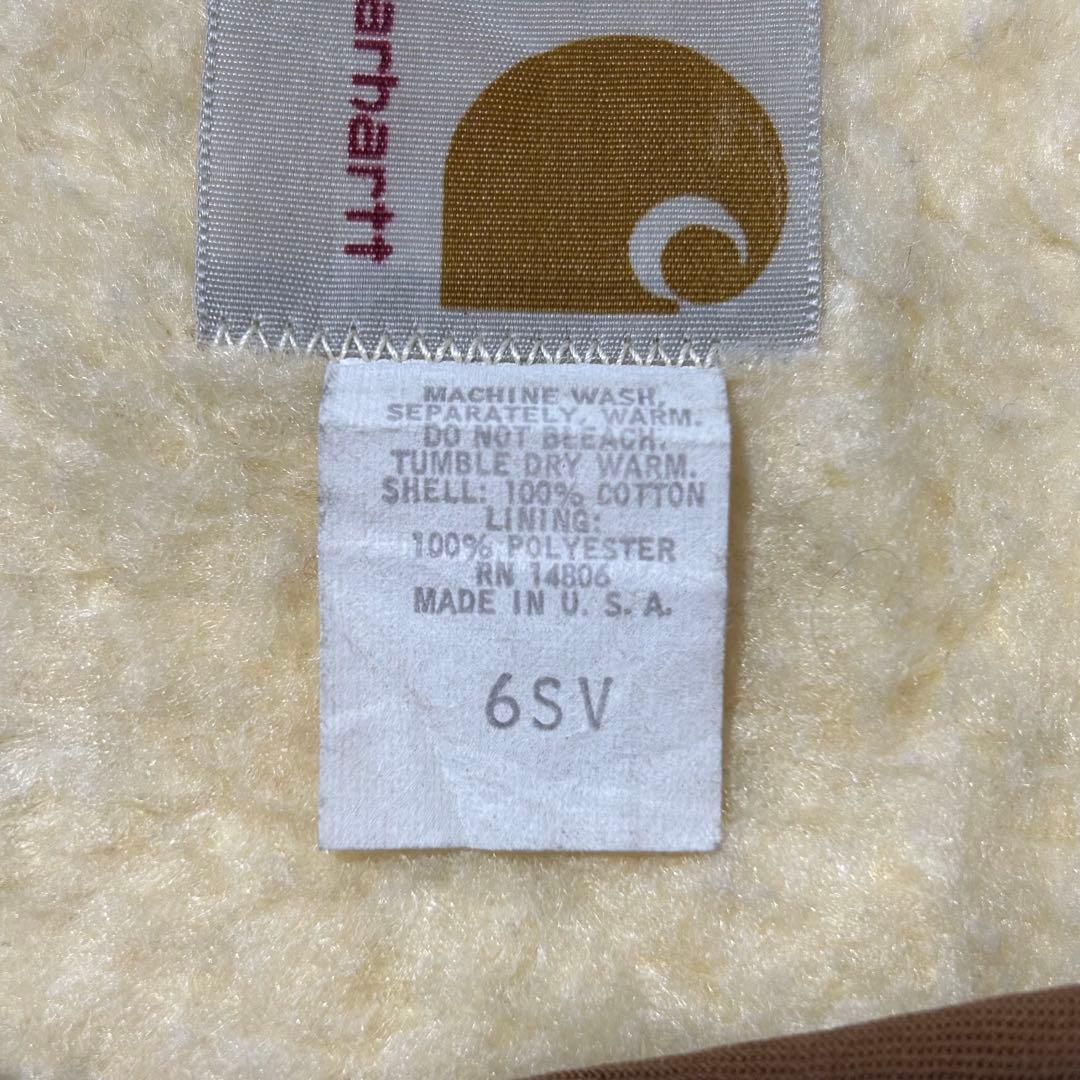 arhartt
MACHINE WASH,
SEPARATELY, WARM.
DO NOT BLEACH.
TUMBLE DRY WARM.
SHELL: 100% COTTON
LINING:
100% POLYESTER
RN 14806
MADE IN U. S. A.
6SV